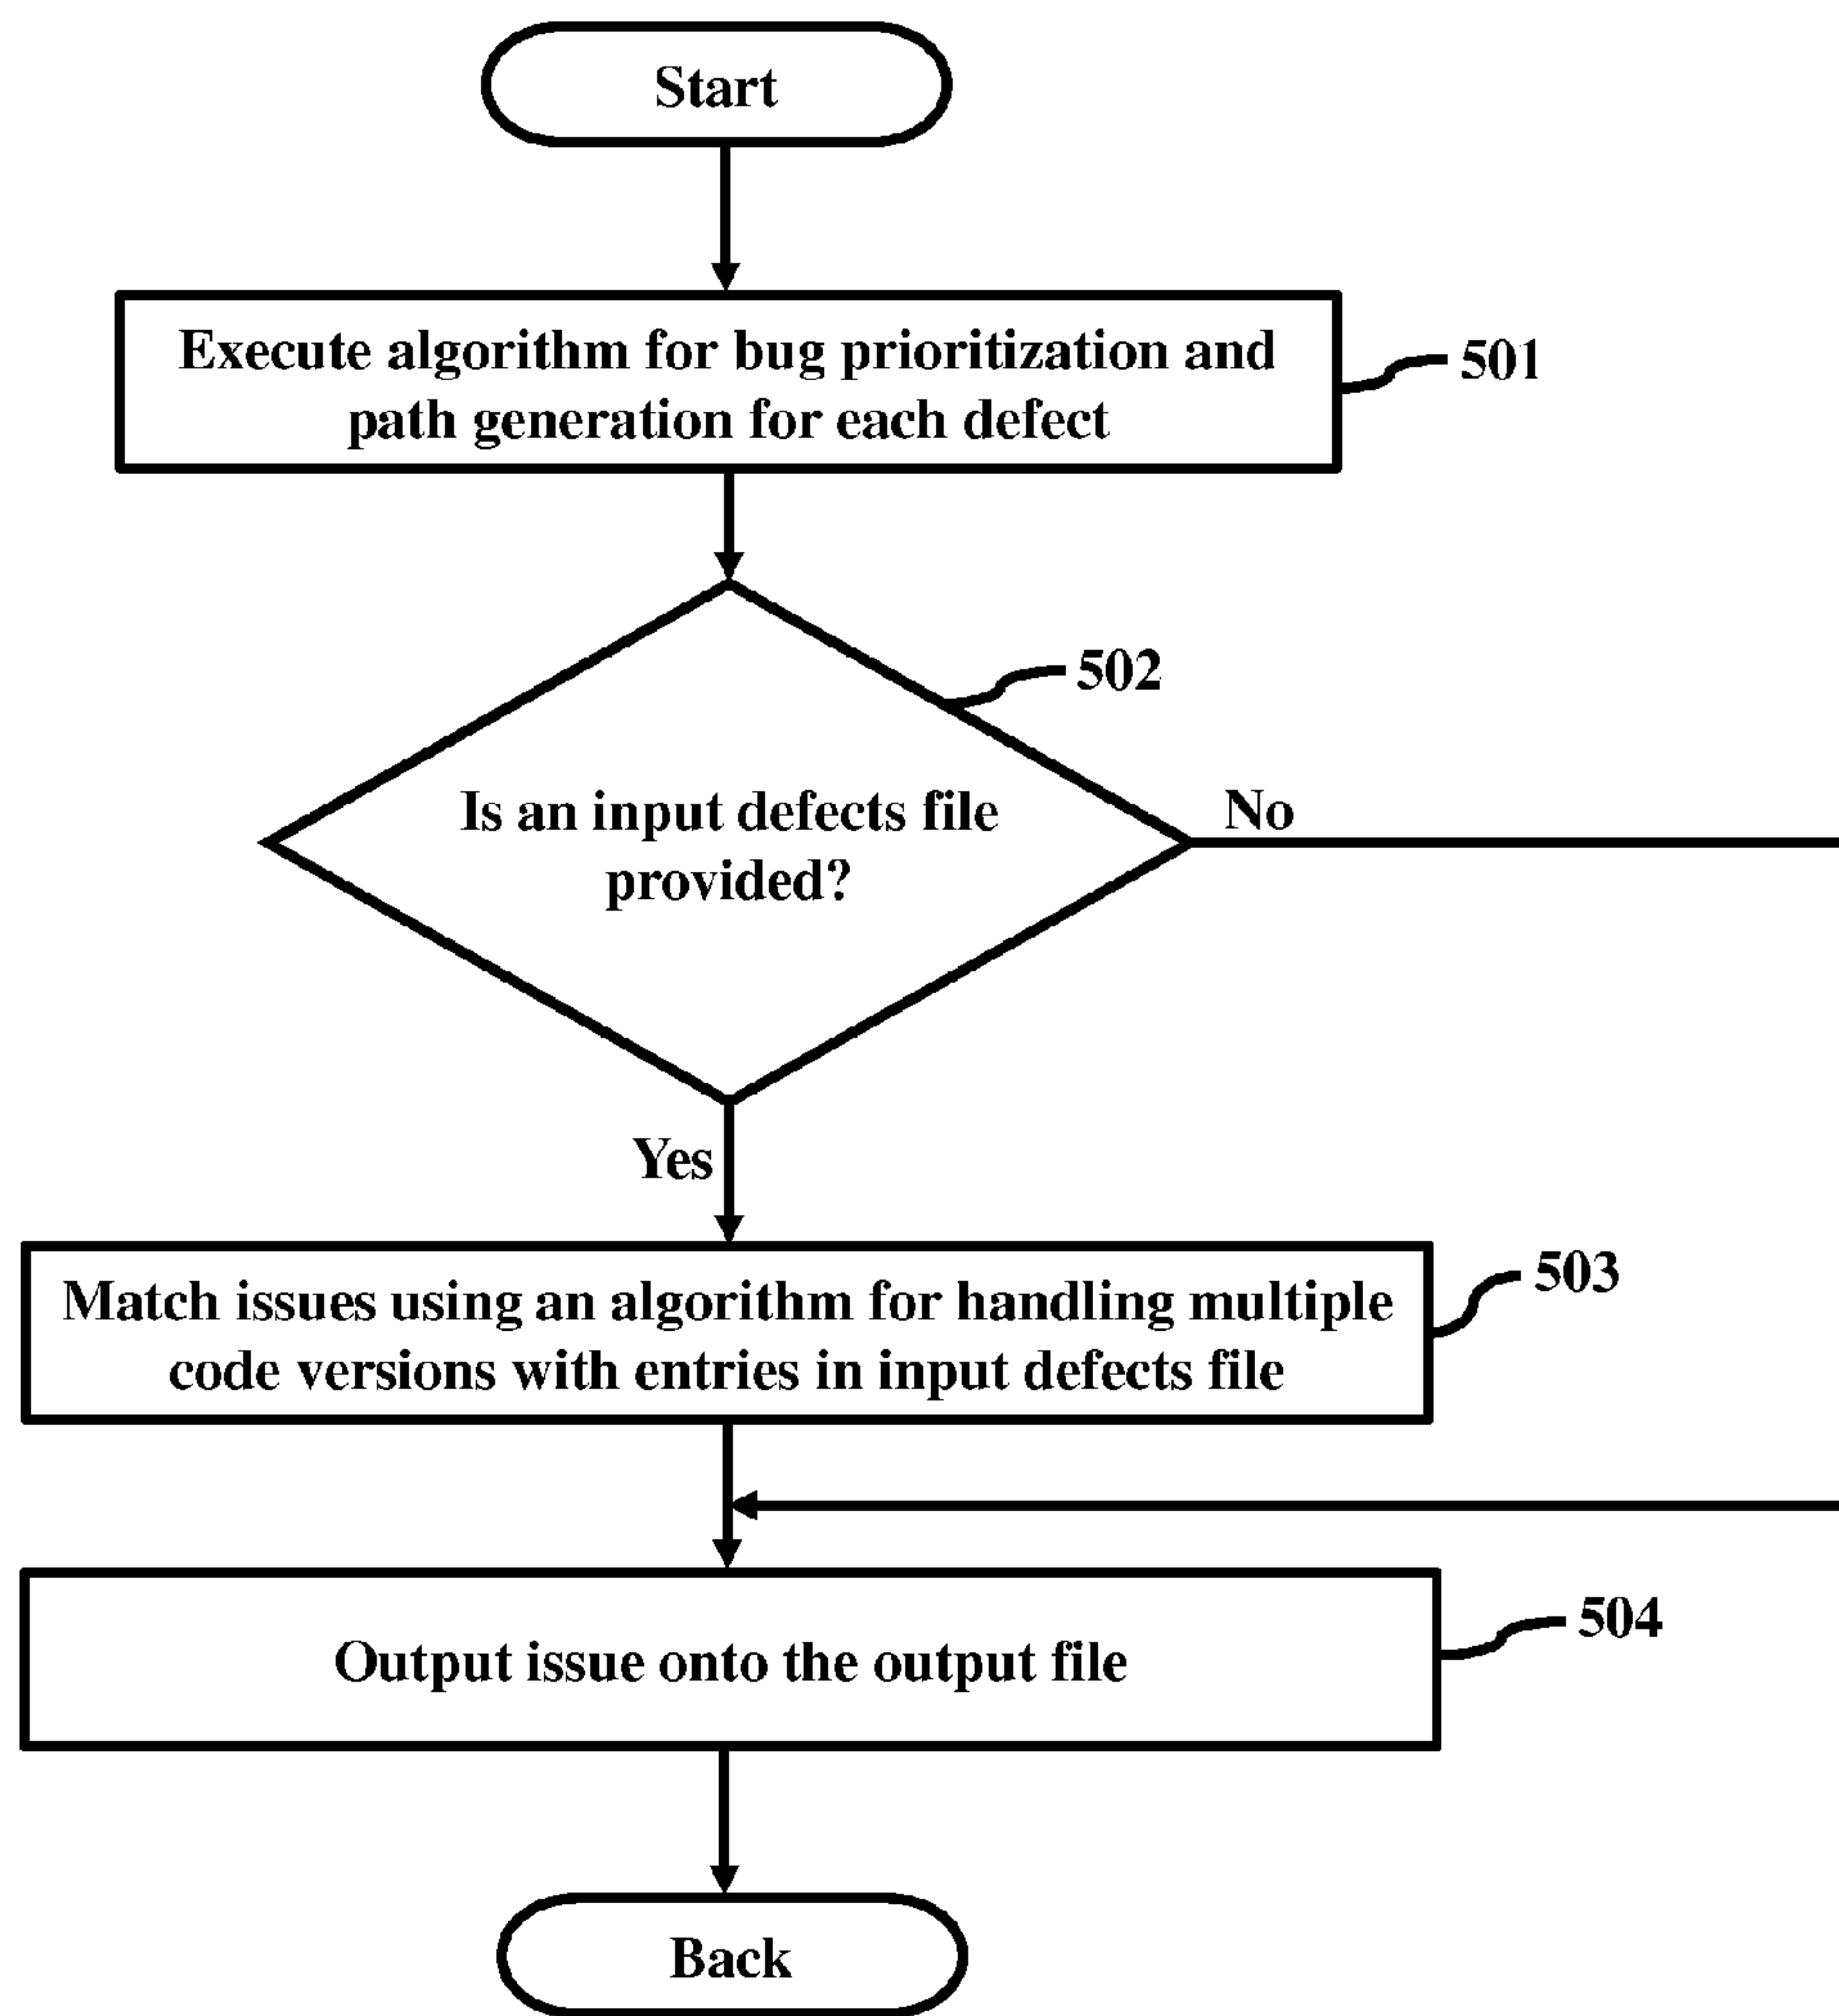 Start
Execute algorithm for bug prioritization and
path generation for each defect
501
502
Is an input defects file
provided?
No
Yes
Match issues using an algorithm for handling multiple
code versions with entries in input defects file
503
Output issue onto the output file
504
Back